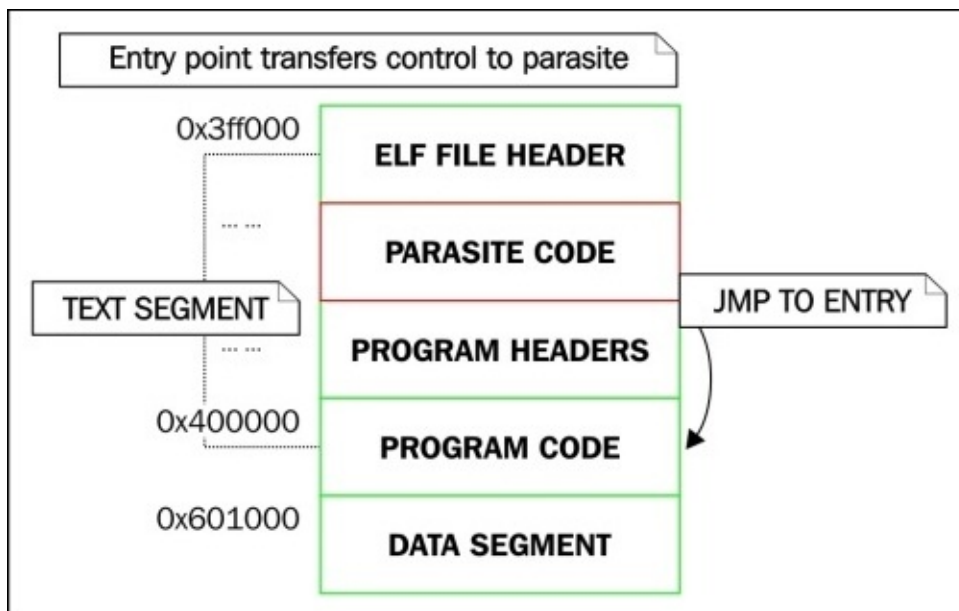 Entry point transfers control to parasite
0x3ff000
ELF FILE HEADER
... ...
PARASITE CODE
TEXT SEGMENT
JMP TO ENTRY
... ...
PROGRAM HEADERS
0x400000
PROGRAM CODE
0x601000
DATA SEGMENT